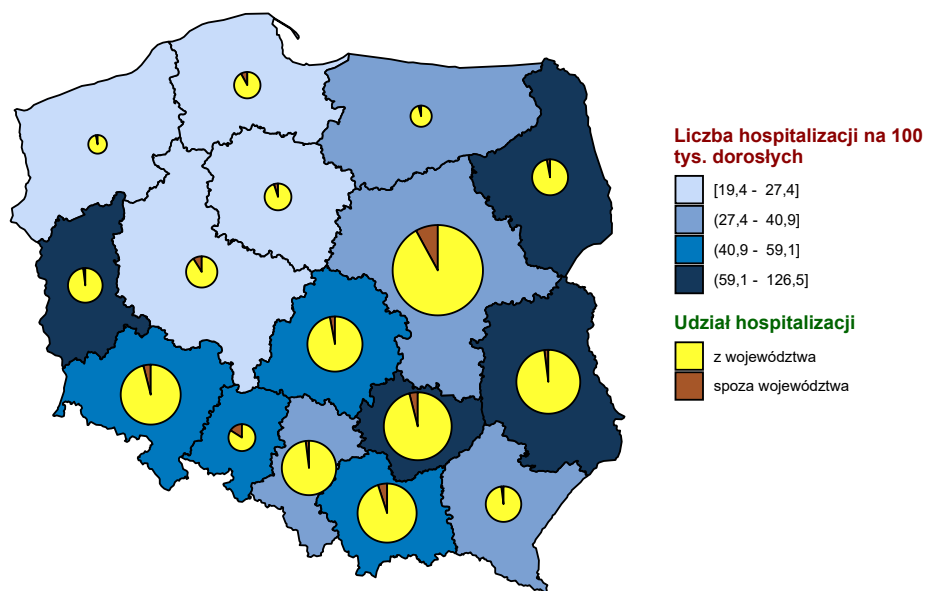 Liczba hospitalizacji na 100
tys. dorosłych
[19,4 - 27,4]
(27,4 - 40,9]
(40,9 - 59,1]
(59,1 - 126,5]
Udział hospitalizacji
z województwa
spoza województwa